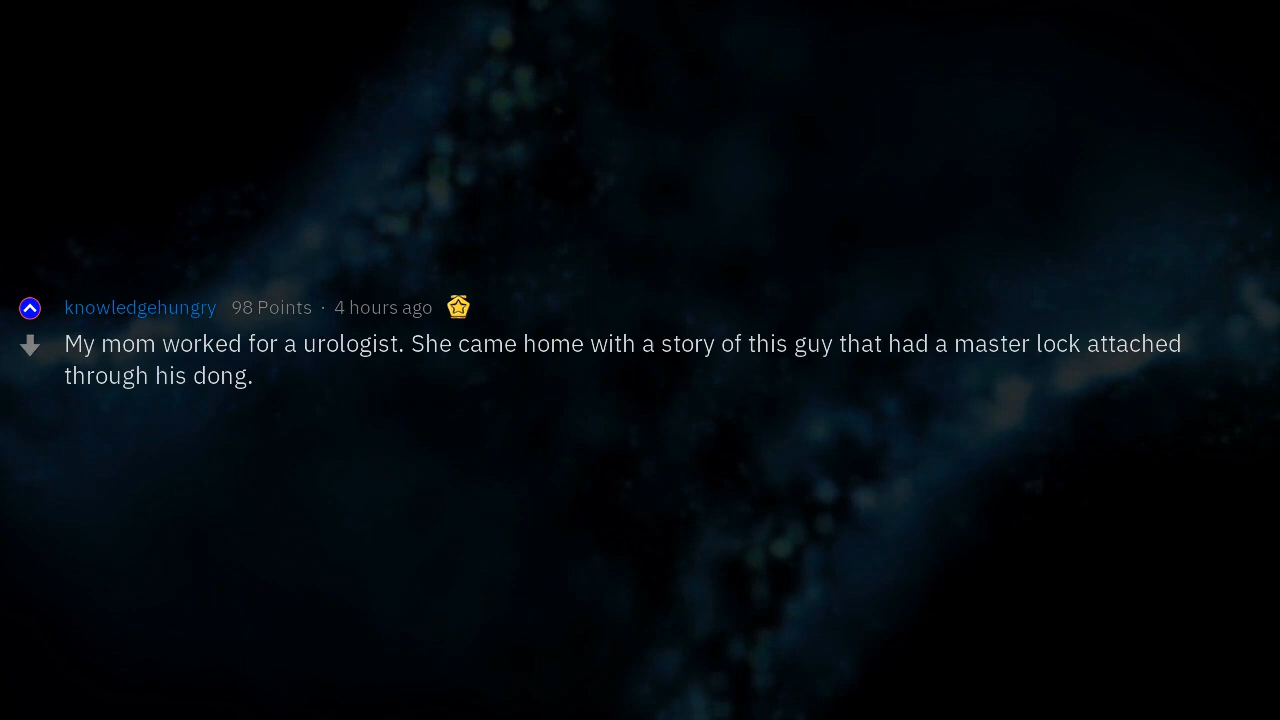 knowledgehungry 98 Points · 4 hours ago
My mom worked for a urologist. She came home with a story of this guy that had a master lock attached
through his dong.